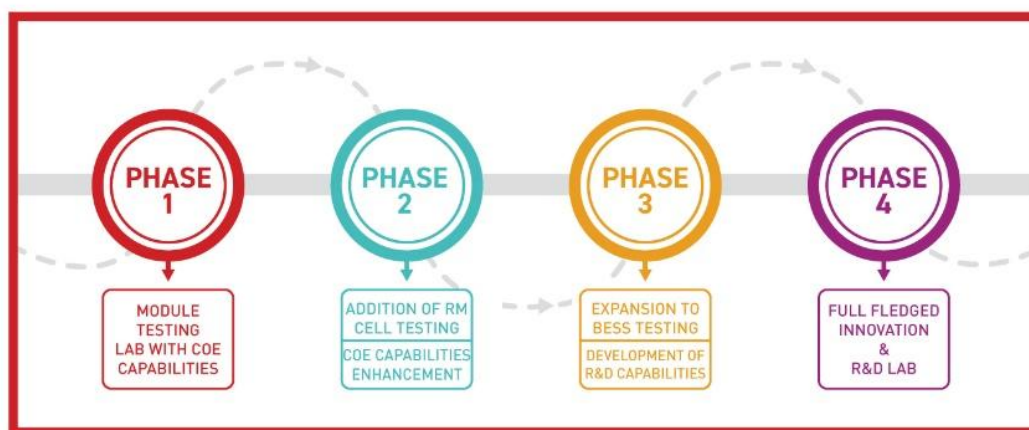 PHASE
1
MODULE
TESTING
LAB WITH COE
CAPABILITIES
PHASE
2
ADDITION OF RM
CELL TESTING
COE CAPABILITIES
ENHANCEMENT
PHASE
3
EXPANSION TO
BESS TESTING
DEVELOPMENT OF
R&D CAPABILITIES
PHASE
4
FULL FLEDGED
INNOVATION
&
R&D LAB